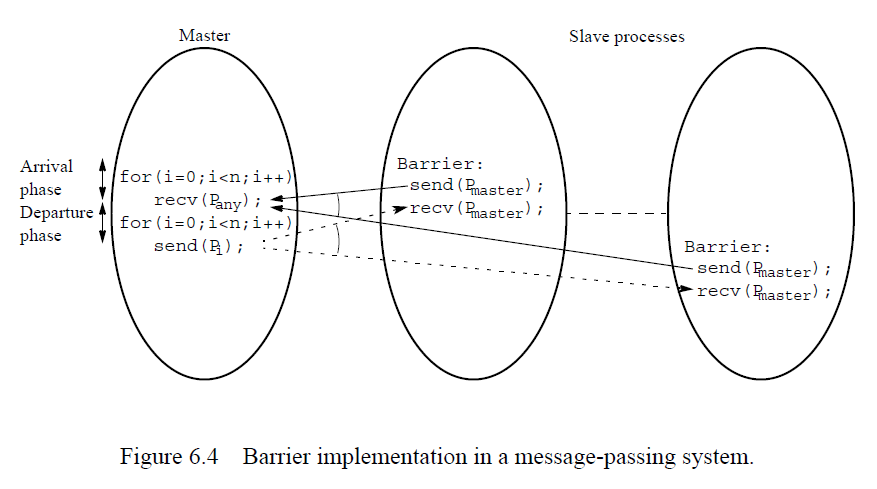 Master
Slave processes
Arrival
phase
Departure
phase
for(i=0;i<n;i++)
recv(Pany);
for(i=0;i<n;i++)
send(Pi);
Barrier:
send(Pmaster);
recv(Pmaster);
Barrier:
send(Pmaster);
recv(Pmaster);
Figure 6.4 Barrier implementation in a message-passing system.